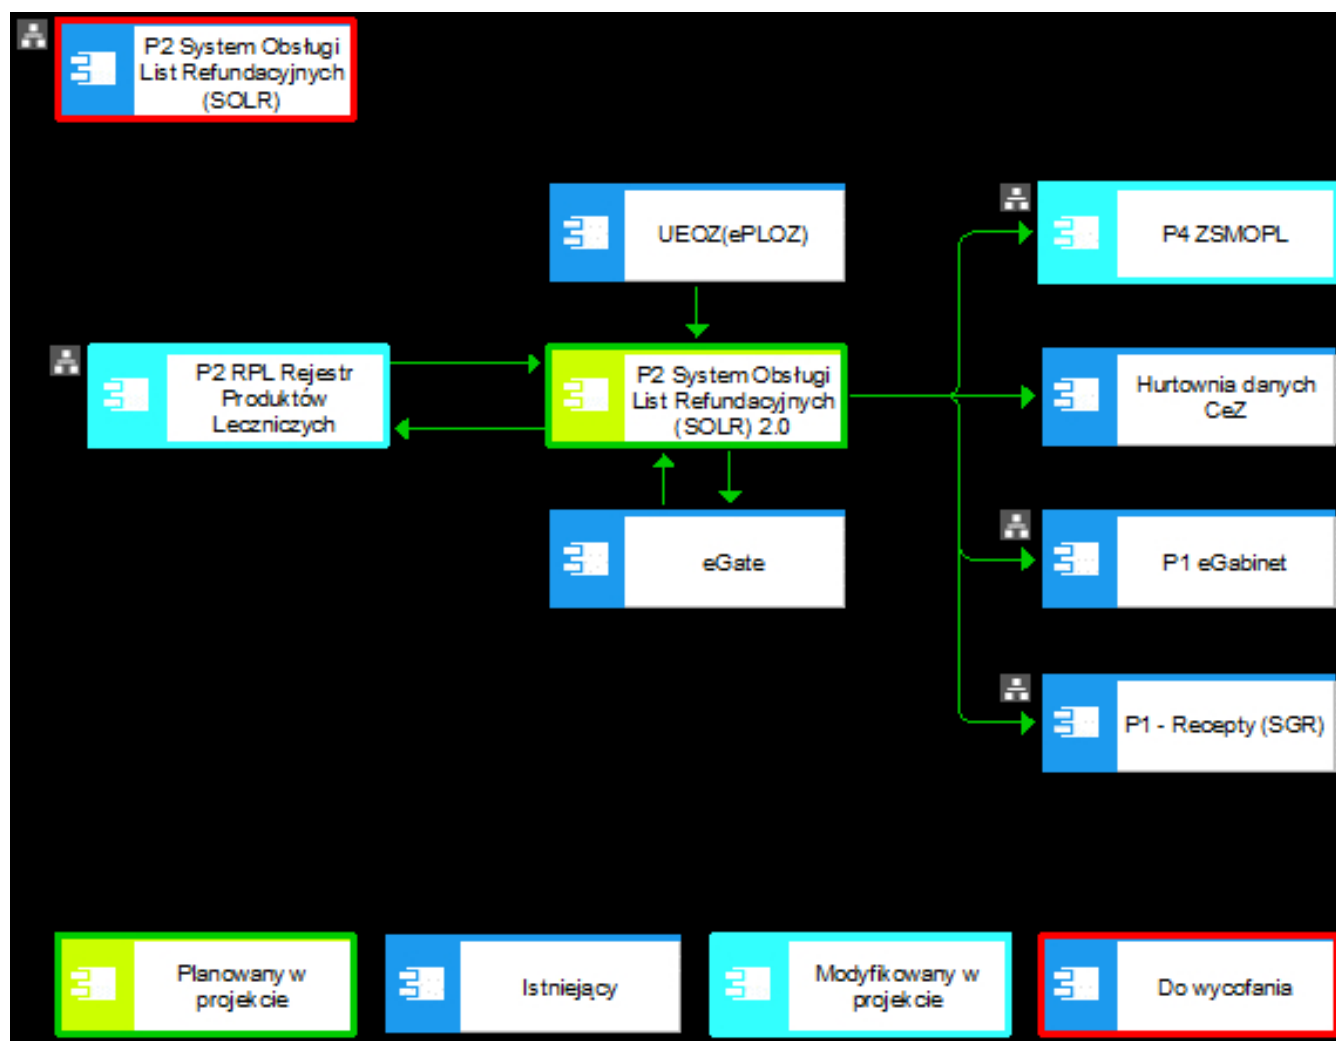 P2 System Obsługi
List Refundacyjnych
(SOLR)
UEOZ(ePLOZ)
P4 ZSMOPL
P2 RPL Rejestr
Produktów
Leczniczych
P2 System Obsługi
List Refundacyjnych
(SOLR) 2.0
Hurtownia danych
CeZ
eGate
P1 eGabinet
P1 - Recepty (SGR)
Planowany w
projekcie
Istniejący
Modyfikowany w
projekcie
Do wycofania